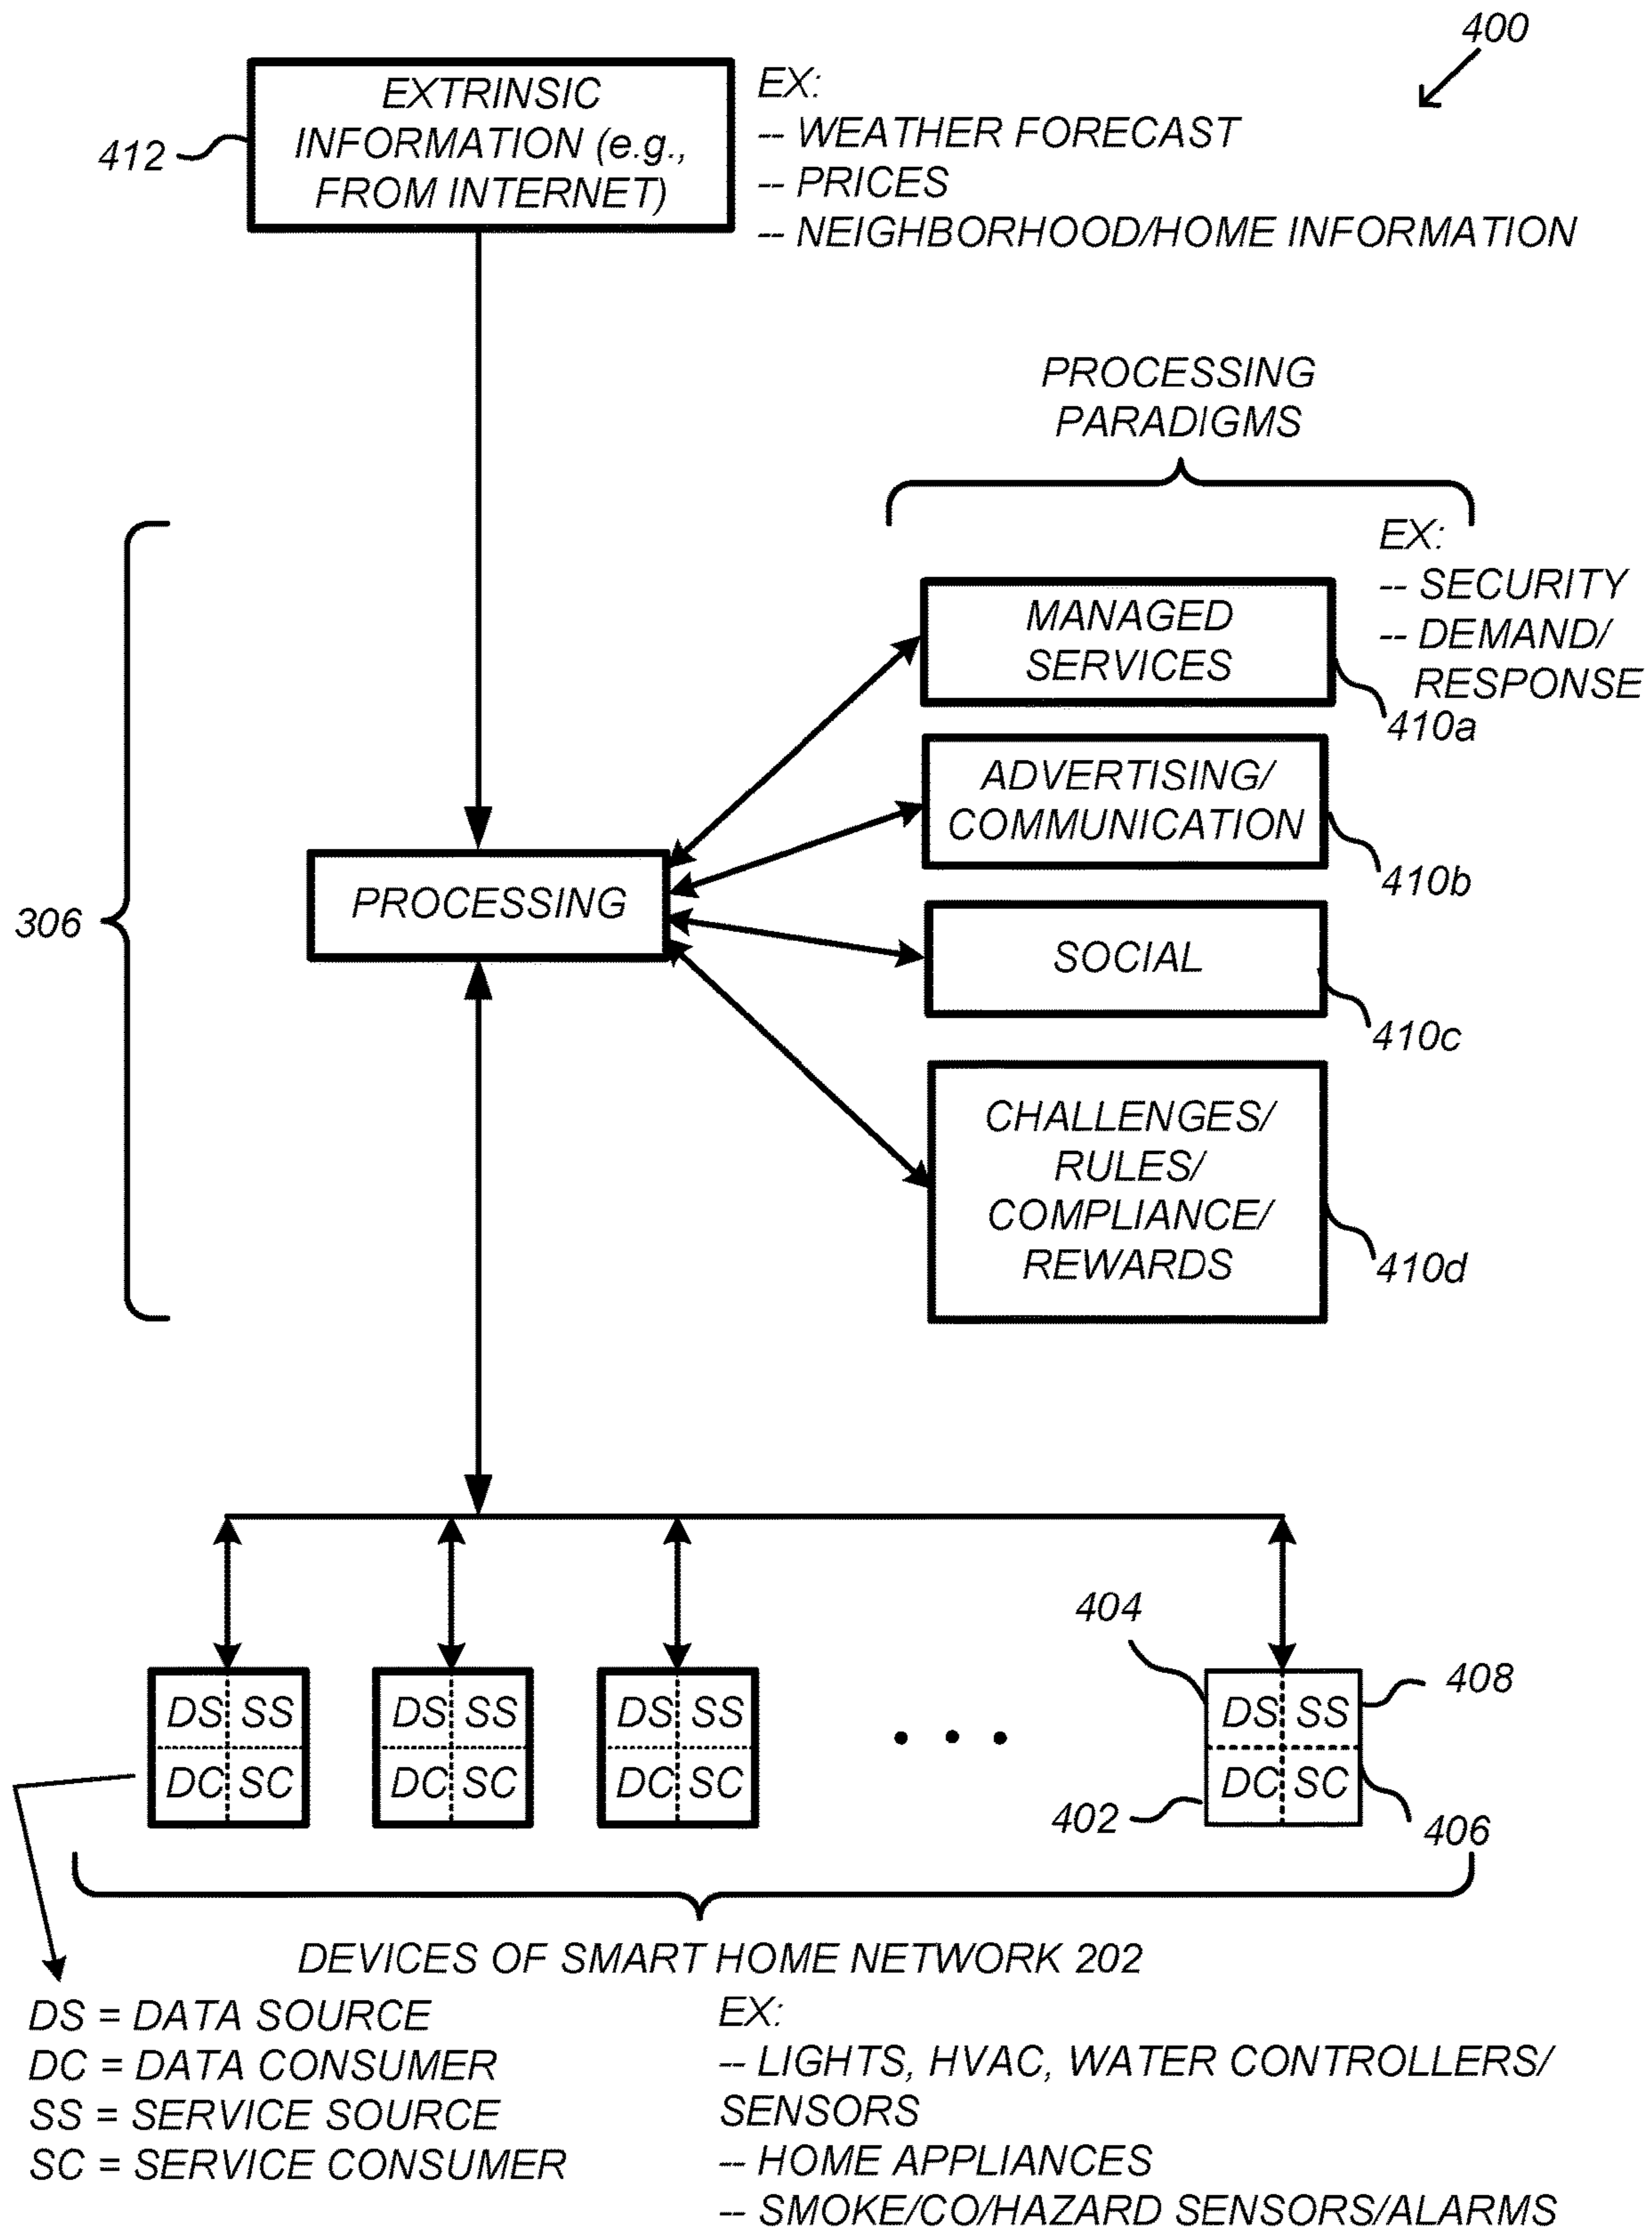 400
EXTRINSIC
INFORMATION (e.g.,
FROM INTERNET)
412
EX:
-- WEATHER FORECAST
-- PRICES
-- NEIGHBORHOOD/HOME INFORMATION
PROCESSING
PARADIGMS
EX:
-- SECURITY
-- DEMAND/
RESPONSE
MANAGED
SERVICES
410a
ADVERTISING/
COMMUNICATION
410b
PROCESSING
306
SOCIAL
410c
CHALLENGES/
RULES/
COMPLIANCE/
REWARDS
410d
404
408
DS SS
DC SC
DS SS
DC SC
DS SS
DC SC
DS SS
DC SC
402
406
DEVICES OF SMART HOME NETWORK 202
DS = DATA SOURCE
DC = DATA CONSUMER
SS = SERVICE SOURCE
SC = SERVICE CONSUMER
EX:
-- LIGHTS, HVAC, WATER CONTROLLERS/
SENSORS
-- HOME APPLIANCES
-- SMOKE/CO/HAZARD SENSORS/ALARMS